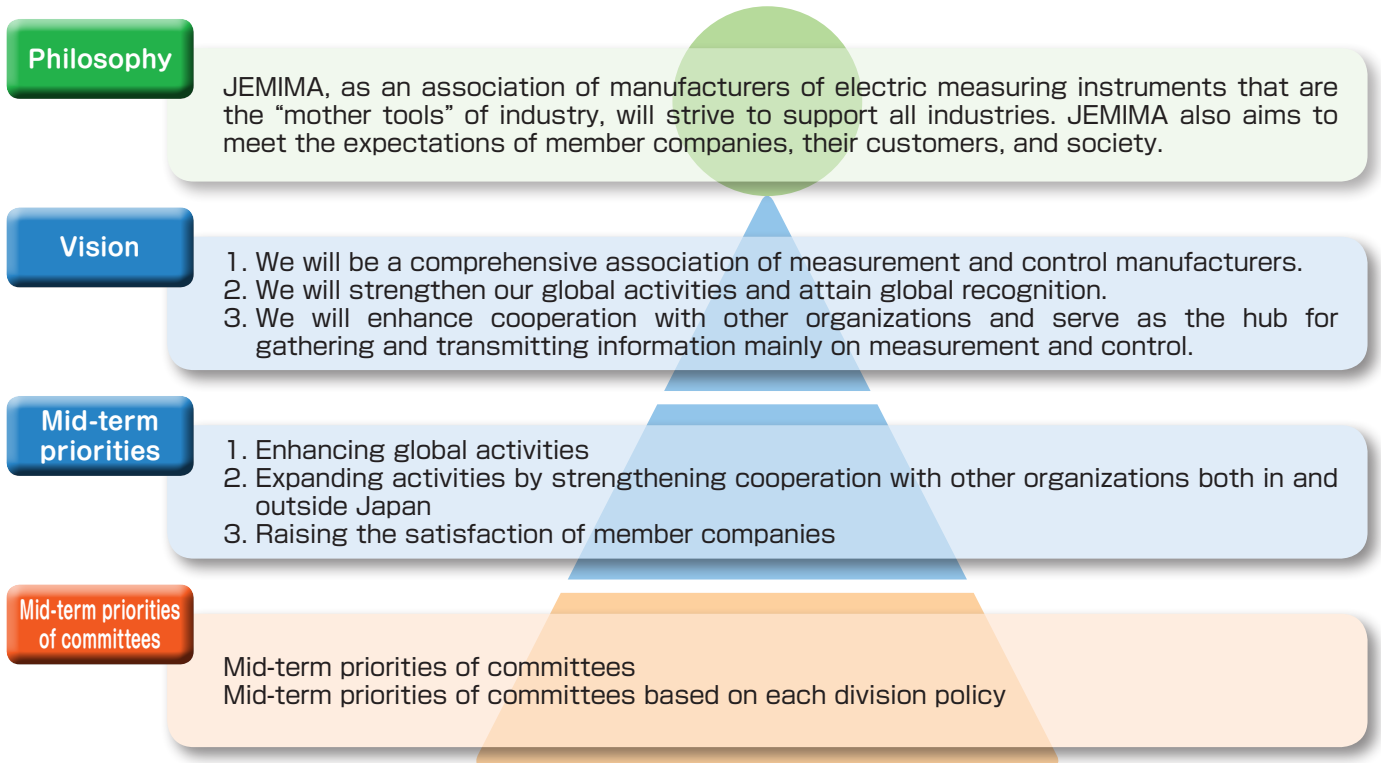 Philosophy
JEMIMA, as an association of manufacturers of electric measuring instruments that are
the “mother tools” of industry, will strive to support all industries. JEMIMA also aims to
meet the expectations of member companies, their customers, and society.
Vision
1. We will be a comprehensive association of measurement and control manufacturers.
2. We will strengthen our global activities and attain global recognition.
3. We will enhance cooperation with other organizations and serve as the hub for
gathering and transmitting information mainly on measurement and control.
Mid-term
priorities
1. Enhancing global activities
2. Expanding activities by strengthening cooperation with other organizations both in and
outside Japan
3. Raising the satisfaction of member companies
Mid-term priorities
of committees
Mid-term priorities of committees
Mid-term priorities of committees based on each division policy